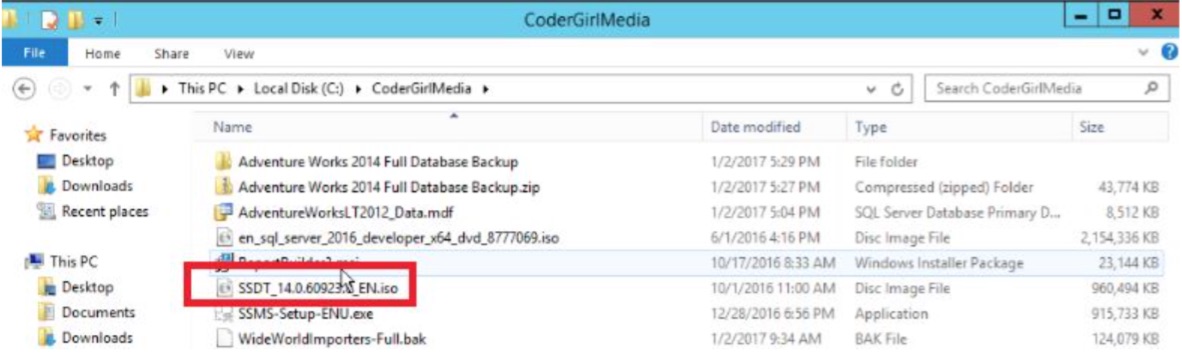 CoderGirlMedia
File Home Share View
This PC Local Disk (C:) CoderGirlMedia Search CoderGirlMedia
Favorites
Desktop
Downloads
Recent places
This PC
Desktop
Documents
Downloads
Name Date modified Type Size
Adventure Works 2014 Full Database Backup 1/2/2017 5:29 PM File folder
Adventure Works 2014 Full Database Backup.zip 1/2/2017 5:27 PM Compressed (zipped) Folder 43,774 KB
AdventureWorksLT2012_Data.mdf 1/2/2017 5:04 PM SQL Server Database Primary D... 8,512 KB
en_sql_server_2016_developer_x64_dvd_8777069.iso 6/1/2016 4:16 PM Disc Image File 2,154,336 KB
10/17/2016 8:33 AM Windows Installer Package 23,144 KB
10/1/2016 11:00 AM Disc Image File 960,494 KB
SSMS-Setup-ENU.exe 12/28/2016 6:56 PM Application 915,733 KB
WideWorldImporters-Full.bak 1/2/2017 9:34 AM BAK File 124,079 KB